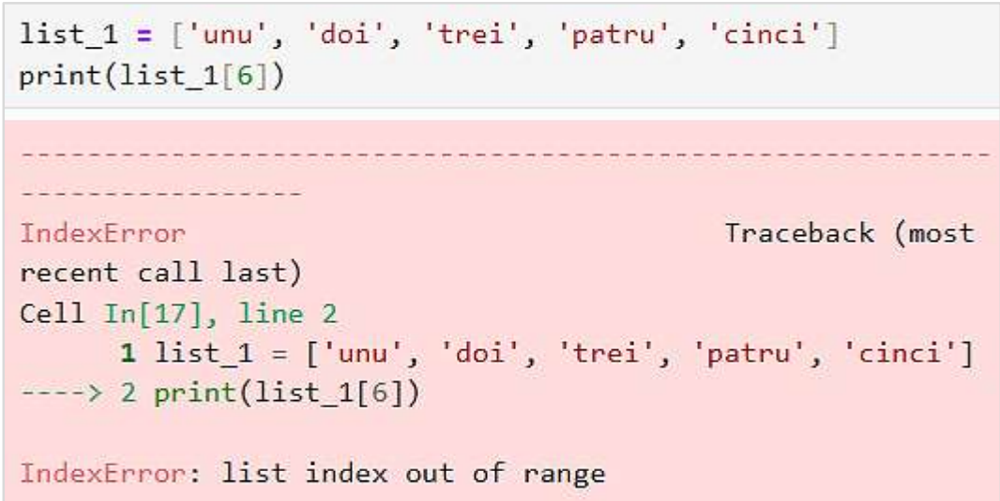 list_1 = ['unu', 'doi', 'trei', 'patru', 'cinci']
print(list_1[6])
------------------------------------------------------------
-----------------
IndexError                                Traceback (most
recent call last)
Cell In[17], line 2
      1 list_1 = ['unu', 'doi', 'trei', 'patru', 'cinci']
----> 2 print(list_1[6])
IndexError: list index out of range